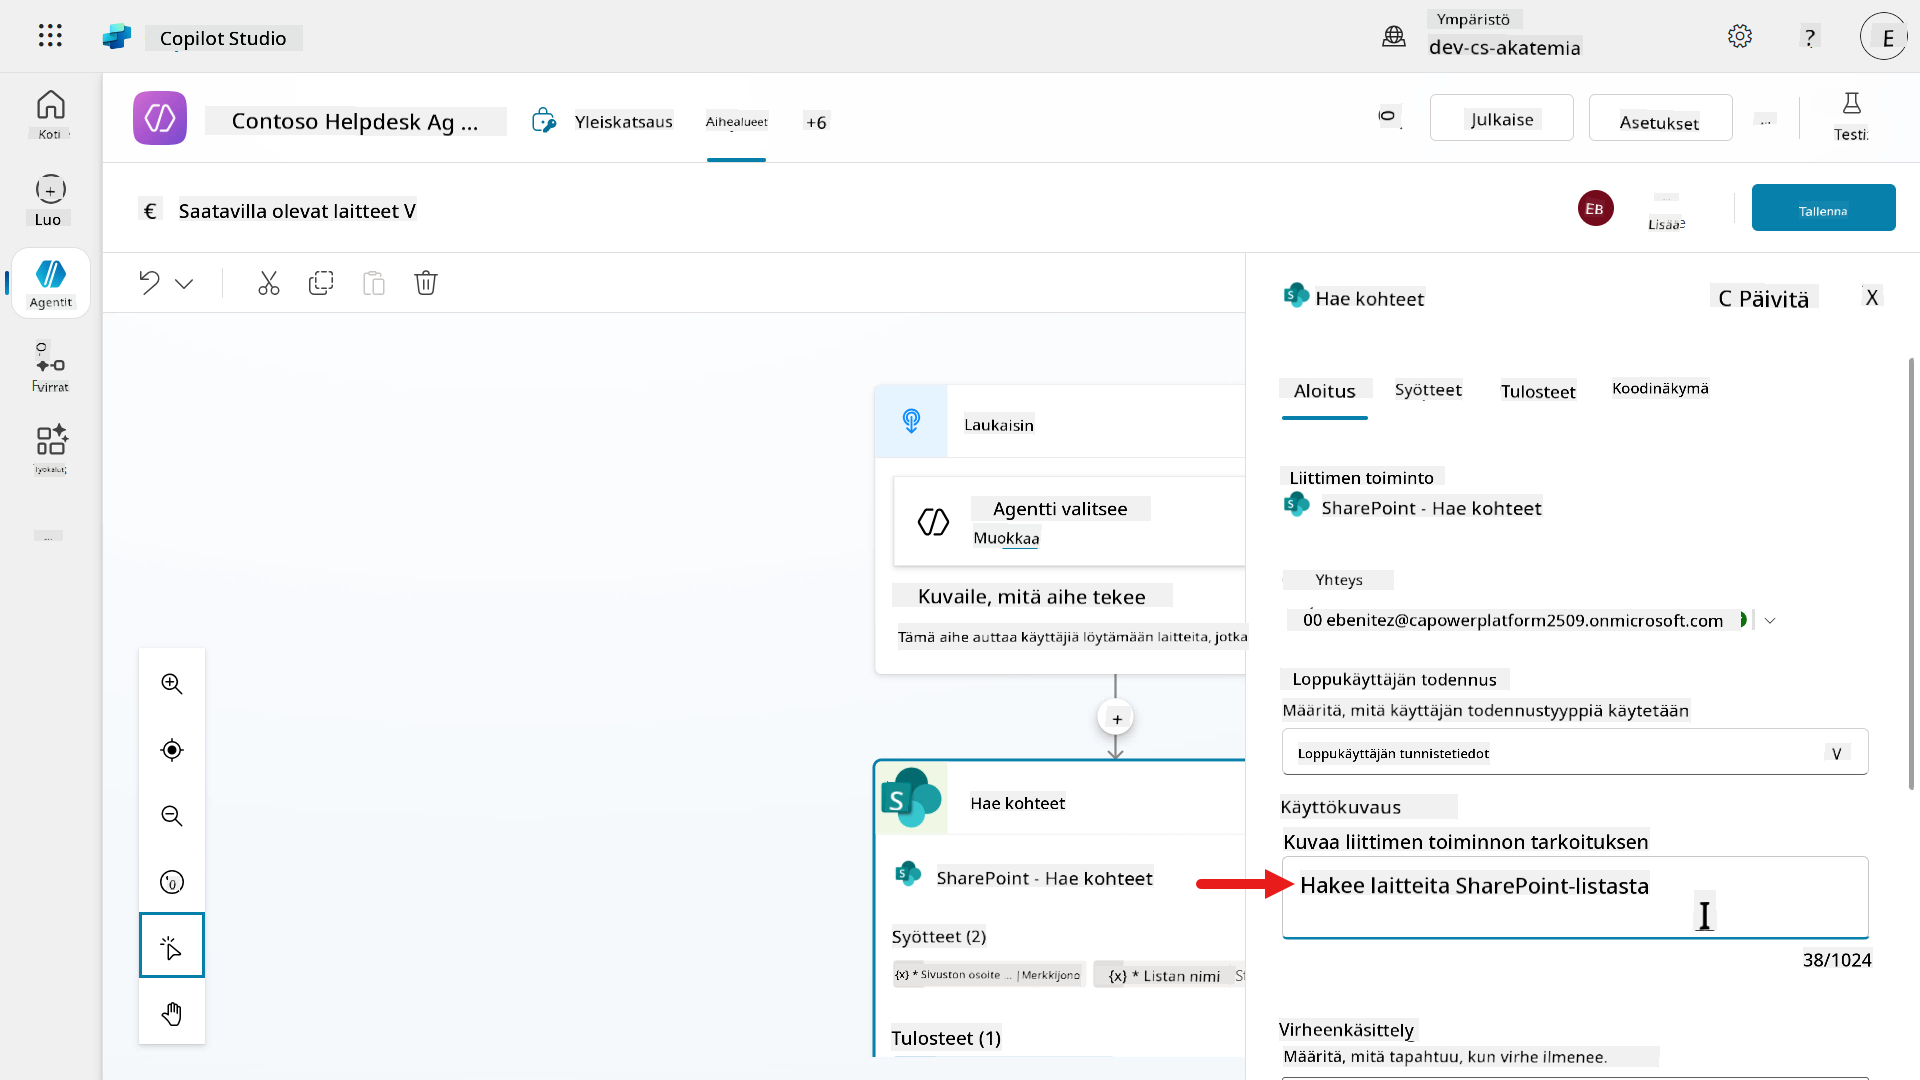 Copilot Studio
Ympäristö
dev-cs-akatemia
?
E
Koti
Luo
Agentit
Työkalut
...
Contoso Helpdesk Ag ...
Yleiskatsaus
Aihealueet
+6
Julkaise
Asetukset
...
Testi:
€ Saatavilla olevat laitteet V
EB
Lisää
Tallenna
Laukaisin
Agentti valitsee
Muokkaa
Kuvaile, mitä aihe tekee
Tämä aihe auttaa käyttäjiä löytämään laitteita, jotka
+
Hae kohteet
SharePoint - Hae kohteet
Syötteet (2)
{x} * Sivuston osoite ... |Merkkijono
{x} * Listan nimi
Tulosteet (1)
Hae kohteet
C Päivitä
X
Aloitus
Syötteet
Tulosteet
Koodinäkymä
Liittimen toiminto
SharePoint - Hae kohteet
Yhteys
00 ebenitez@capowerplatform2509.onmicrosoft.com
Loppukäyttäjän todennus
Määritä, mitä käyttäjän todennustyyppiä käytetään
Loppukäyttäjän tunnistetiedot V
Käyttökuvaus
Kuvaa liittimen toiminnon tarkoituksen
Hakee laitteita SharePoint-listasta
38/1024
Virheenkäsittely
Määritä, mitä tapahtuu, kun virhe ilmenee.